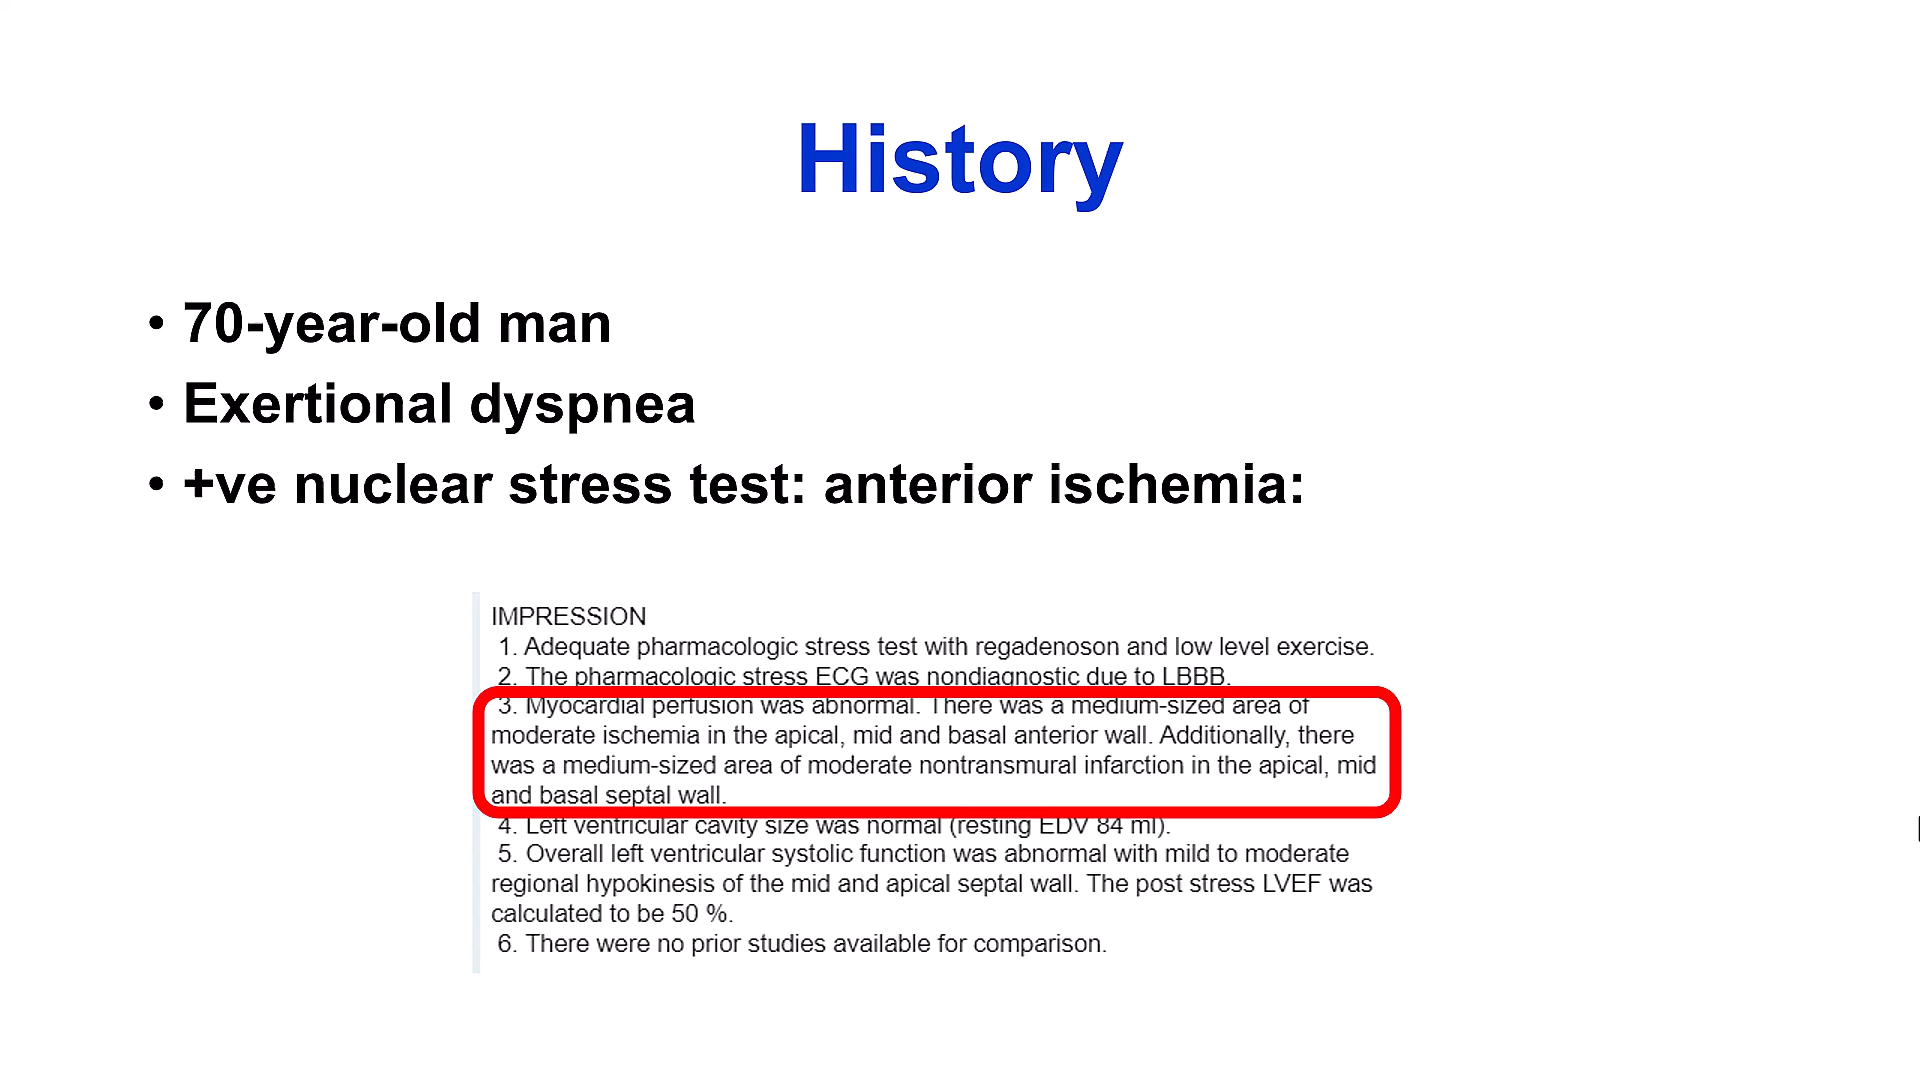 History
• 70-year-old man
• Exertional dyspnea
• +ve nuclear stress test: anterior ischemia:
IMPRESSION
1. Adequate pharmacologic stress test with regadenoson and low level exercise.
2. The pharmacologic stress ECG was nondiagnostic due to LBBB.
3. Myocardial perfusion was abnormal. There was a medium-sized area of
moderate ischemia in the apical, mid and basal anterior wall. Additionally, there
was a medium-sized area of moderate nontransmural infarction in the apical, mid
and basal septal wall.
4. Left ventricular cavity size was normal (resting EDV 84 ml).
5. Overall left ventricular systolic function was abnormal with mild to moderate
regional hypokinesis of the mid and apical septal wall. The post stress LVEF was
calculated to be 50 %.
6. There were no prior studies available for comparison.